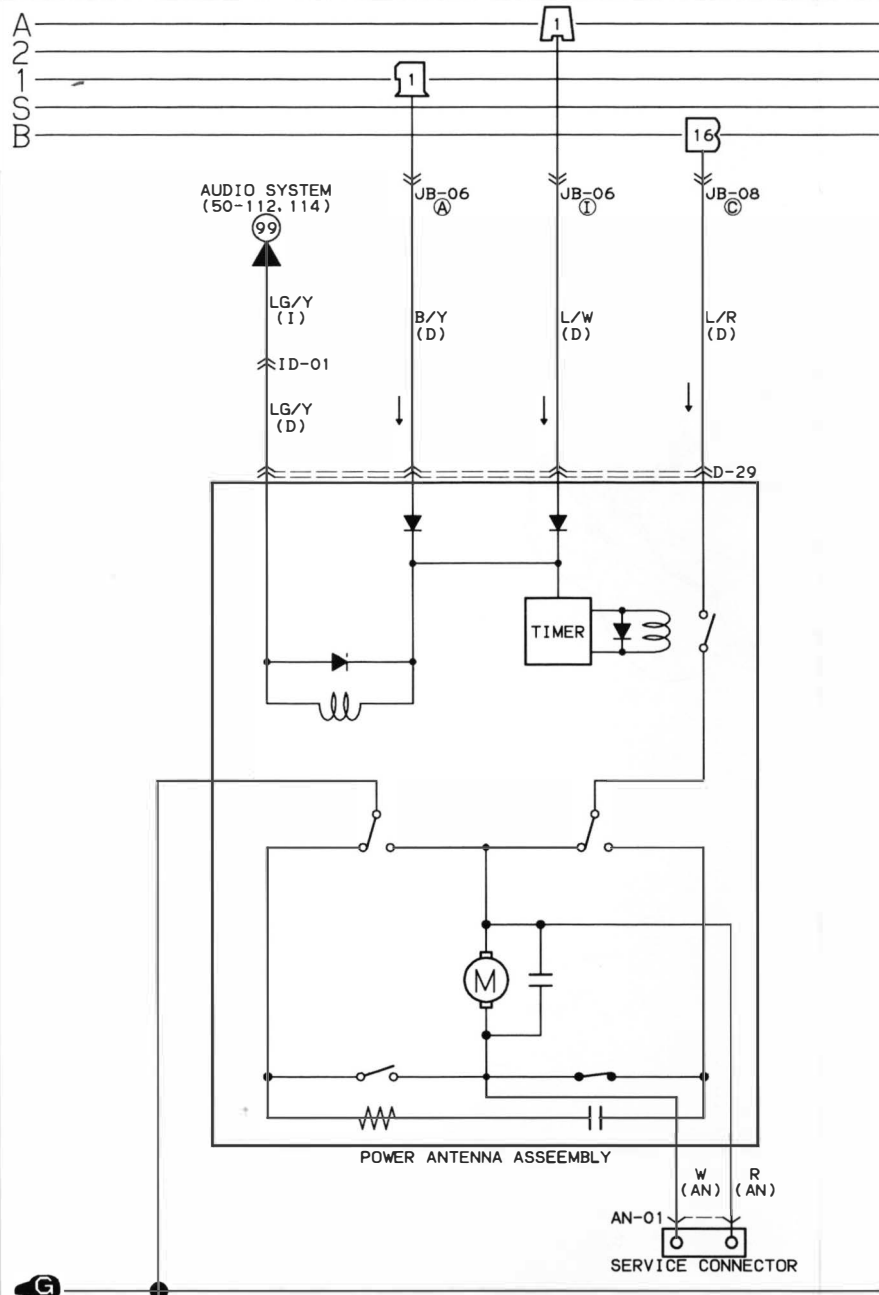 A
1
2
1
1
S
B
16
AUDIO SYSTEM
(50-112, 114)
99
JB-06
Ⓐ
JB-06
Ⓘ
JB-08
Ⓒ
LG/Y
(I)
B/Y
(D)
L/W
(D)
L/R
(D)
ID-01
LG/Y
(D)
D-29
TIMER
M
POWER ANTENNA ASSEEMBLY
W
(AN)
R
(AN)
AN-01
SERVICE CONNECTOR
G